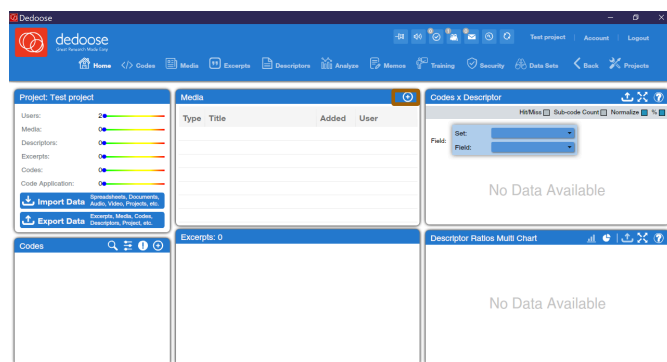 Dedoose
dedoose
Great Research Made Easy
Test project | Account | Logout
Home </> Codes Media Excerpts Descriptors Analyze Memos Training Security Data Sets Back Projects
Project: Test project
Users: 2
Media: 0
Descriptors: 0
Excerpts: 0
Codes: 0
Code Application: 0
Import Data Spreadsheets, Documents, Audio, Video, Projects, etc.
Export Data Excerpts, Media, Codes, Descriptors, Project, etc.
Media
Type Title Added User
Codes x Descriptor
Hit/Miss Sub-code Count Normalize %
Field:
Set:
Field:
No Data Available
Codes
Excerpts: 0
Descriptor Ratios Multi Chart
No Data Available